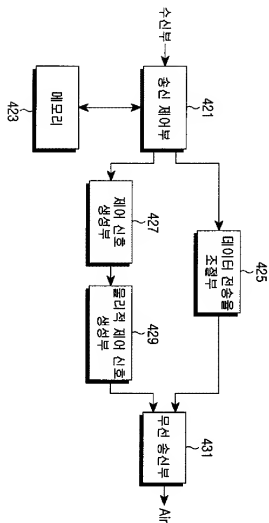 수신부
송신 제어부
421
메모리
423
데이터 전송율
조절부
425
제어 신호
생성부
427
물리적 제어 신호
생성부
429
무선 송신부
431
Air